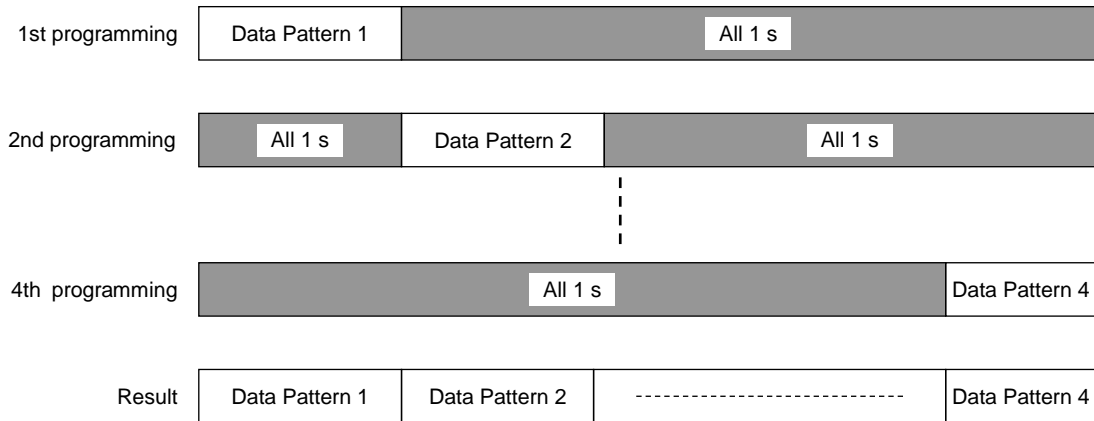 1st programming Data Pattern 1 All 1 s
2nd programming All 1 s Data Pattern 2 All 1 s
4th programming All 1 s Data Pattern 4
Result Data Pattern 1 Data Pattern 2 Data Pattern 4